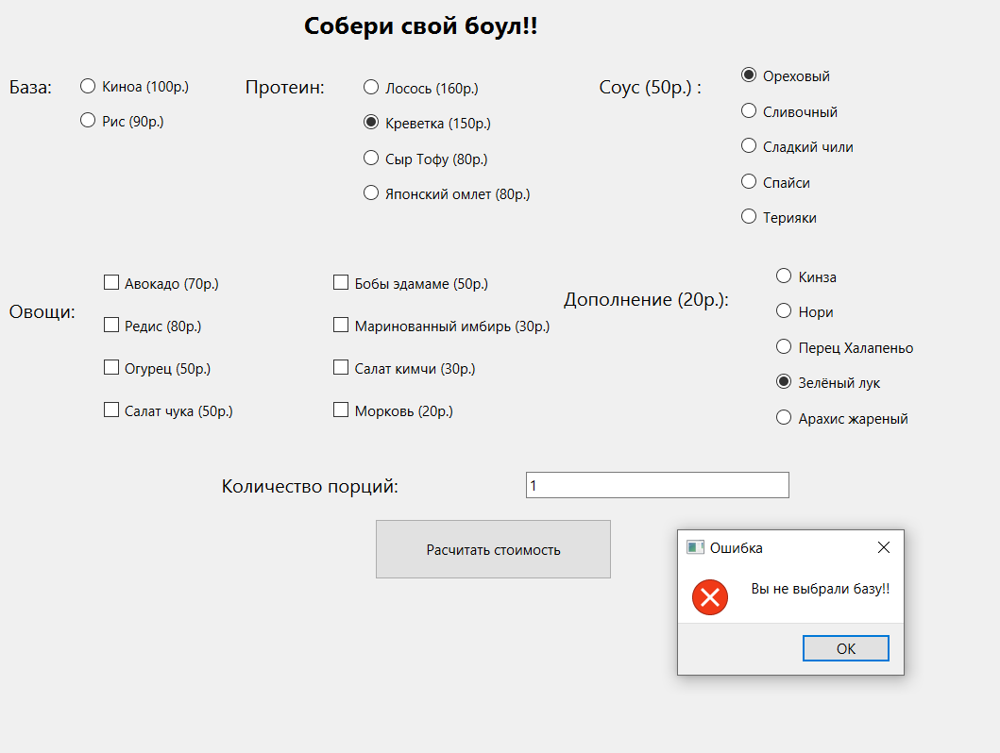 Собери свой боул!!
База:
Киноа (100р.)
Рис (90р.)
Протеин:
Лосось (160р.)
Креветка (150р.)
Сыр Тофу (80р.)
Японский омлет (80р.)
Соус (50р.) :
Ореховый
Сливочный
Сладкий чили
Спайси
Терияки
Овощи:
Авокадо (70р.)
Редис (80р.)
Огурец (50р.)
Салат чука (50р.)
Бобы эдамаме (50р.)
Маринованный имбирь (30р.)
Салат кимчи (30р.)
Морковь (20р.)
Дополнение (20р.):
Кинза
Нори
Перец Халапеньо
Зелёный лук
Арахис жареный
Количество порций:
1
Расчитать стоимость
Ошибка
Вы не выбрали базу!!
ОК